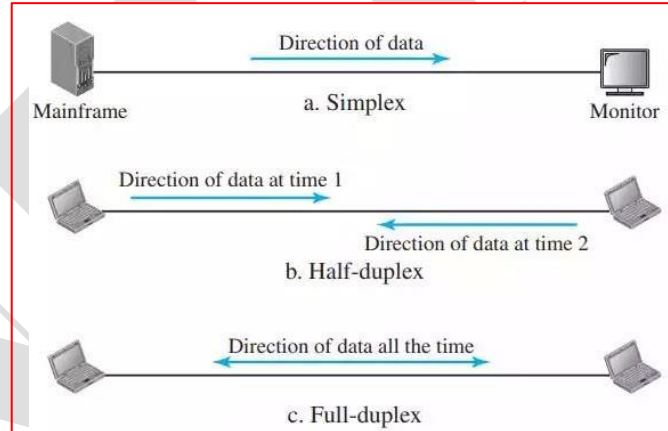 Direction of data
Mainframe
a. Simplex
Monitor
Direction of data at time 1
Direction of data at time 2
b. Half-duplex
Direction of data all the time
c. Full-duplex